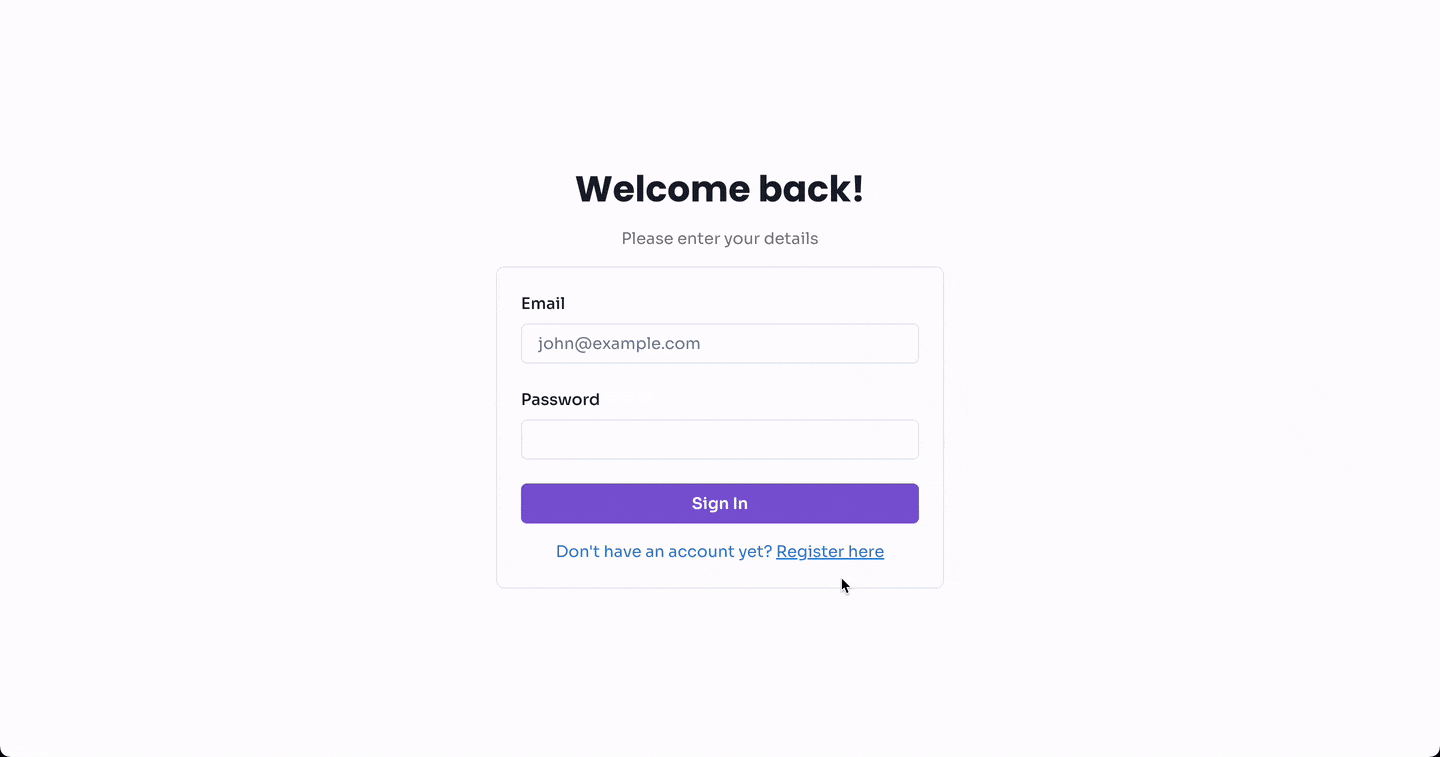 Welcome back!
Please enter your details
Email
john@example.com
Password
Sign In
Don't have an account yet? Register here